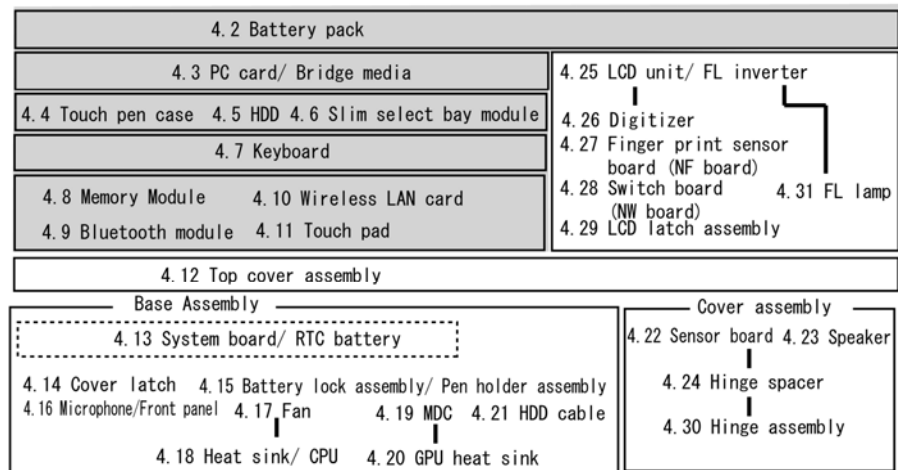 4.2 Battery pack
4.3 PC card/ Bridge media
4.4 Touch pen case 4.5 HDD 4.6 Slim select bay module
4.7 Keyboard
4.8 Memory Module 4.10 Wireless LAN card
4.9 Bluetooth module 4.11 Touch pad
4.25 LCD unit/ FL inverter
4.26 Digitizer
4.27 Finger print sensor
board (NF board)
4.28 Switch board
(NW board)
4.31 FL lamp
4.29 LCD latch assembly
4.12 Top cover assembly
Base Assembly
4.13 System board/ RTC battery
4.14 Cover latch 4.15 Battery lock assembly/ Pen holder assembly
4.16 Microphone/Front panel 4.17 Fan 4.19 MDC 4.21 HDD cable
4.18 Heat sink/ CPU 4.20 GPU heat sink
Cover assembly
4.22 Sensor board 4.23 Speaker
4.24 Hinge spacer
4.30 Hinge assembly